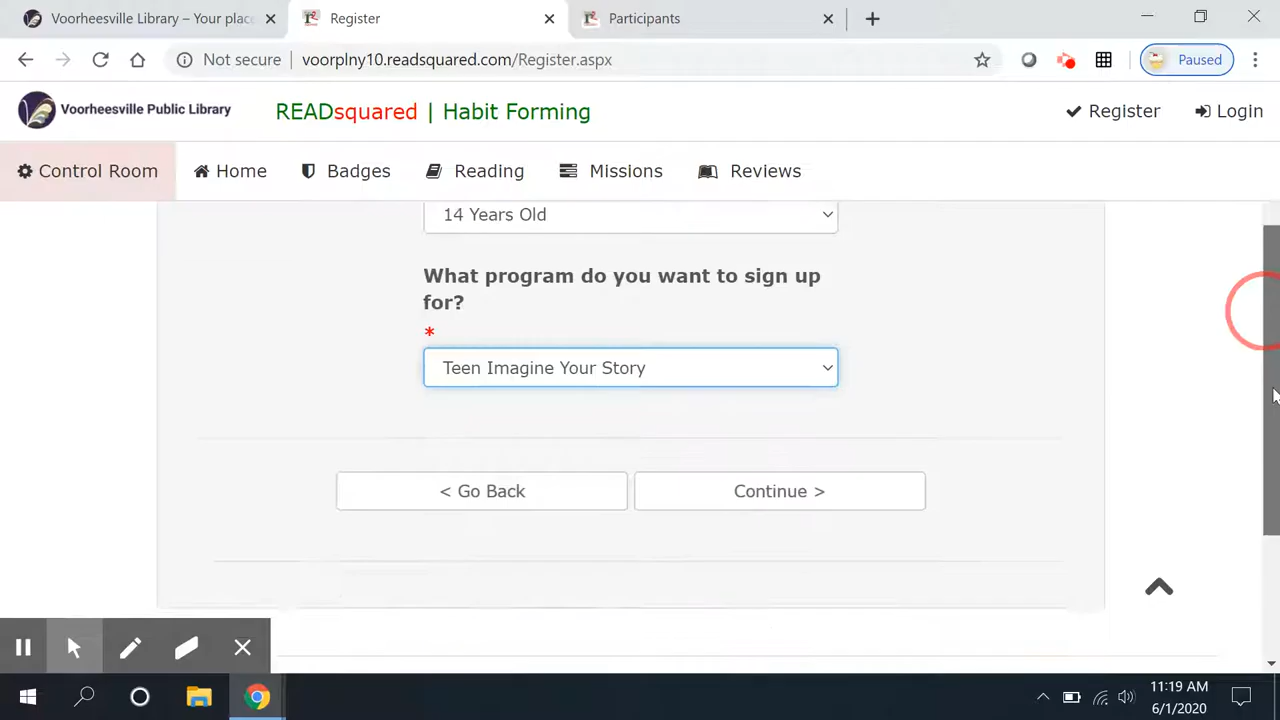 Voorheesville Library – Your place
Register
Participants
Not secure
voorplny10.readsquared.com/Register.aspx
Paused
Voorheesville Public Library
READsquared | Habit Forming
Register
Login
Control Room
Home
Badges
Reading
Missions
Reviews
14 Years Old
What program do you want to sign up
for?
*
Teen Imagine Your Story
< Go Back
Continue >
11:19 AM
6/1/2020